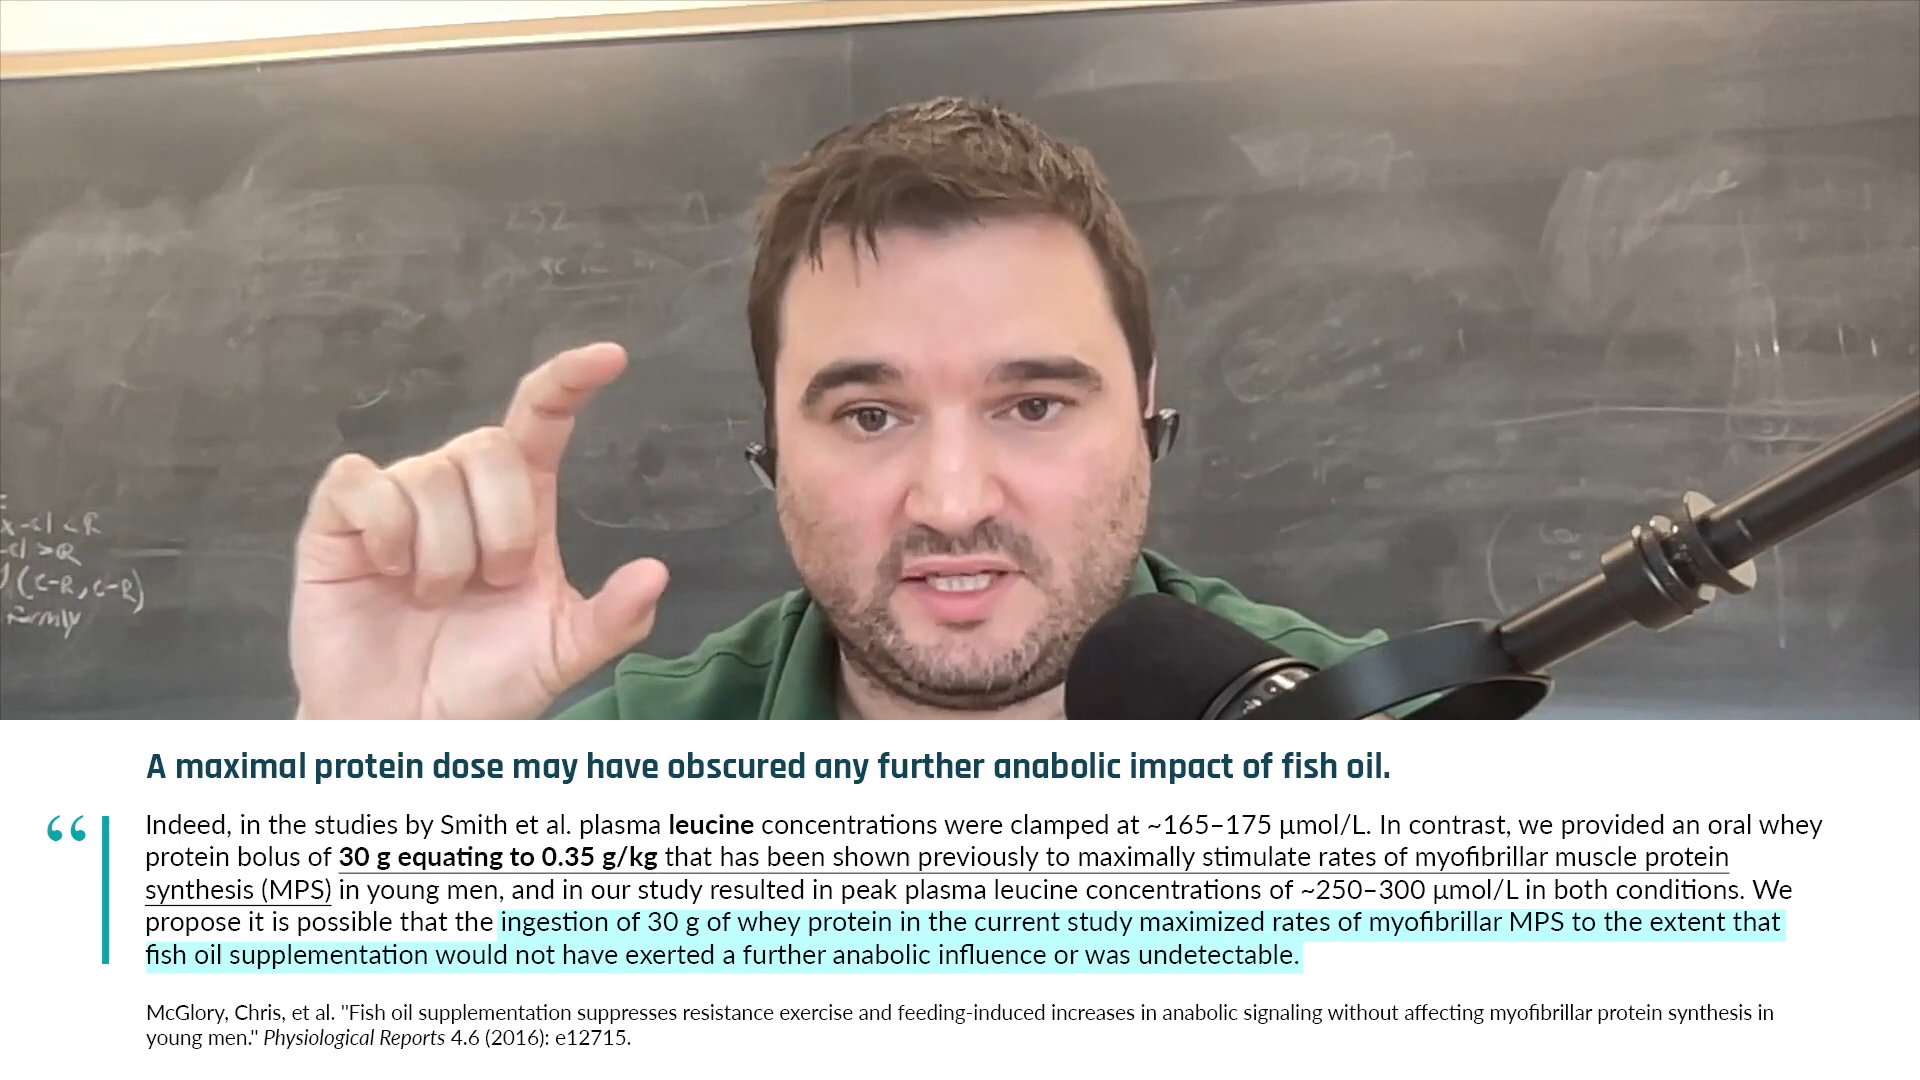 232
x-c| < R
-c| > R
(c-R, c-R)
A maximal protein dose may have obscured any further anabolic impact of fish oil.
“ Indeed, in the studies by Smith et al. plasma leucine concentrations were clamped at ~165–175 μmol/L. In contrast, we provided an oral whey
protein bolus of 30 g equating to 0.35 g/kg that has been shown previously to maximally stimulate rates of myofibrillar muscle protein
synthesis (MPS) in young men, and in our study resulted in peak plasma leucine concentrations of ~250–300 μmol/L in both conditions. We
propose it is possible that the ingestion of 30 g of whey protein in the current study maximized rates of myofibrillar MPS to the extent that
fish oil supplementation would not have exerted a further anabolic influence or was undetectable.
McGlory, Chris, et al. "Fish oil supplementation suppresses resistance exercise and feeding-induced increases in anabolic signaling without affecting myofibrillar protein synthesis in
young men." Physiological Reports 4.6 (2016): e12715.